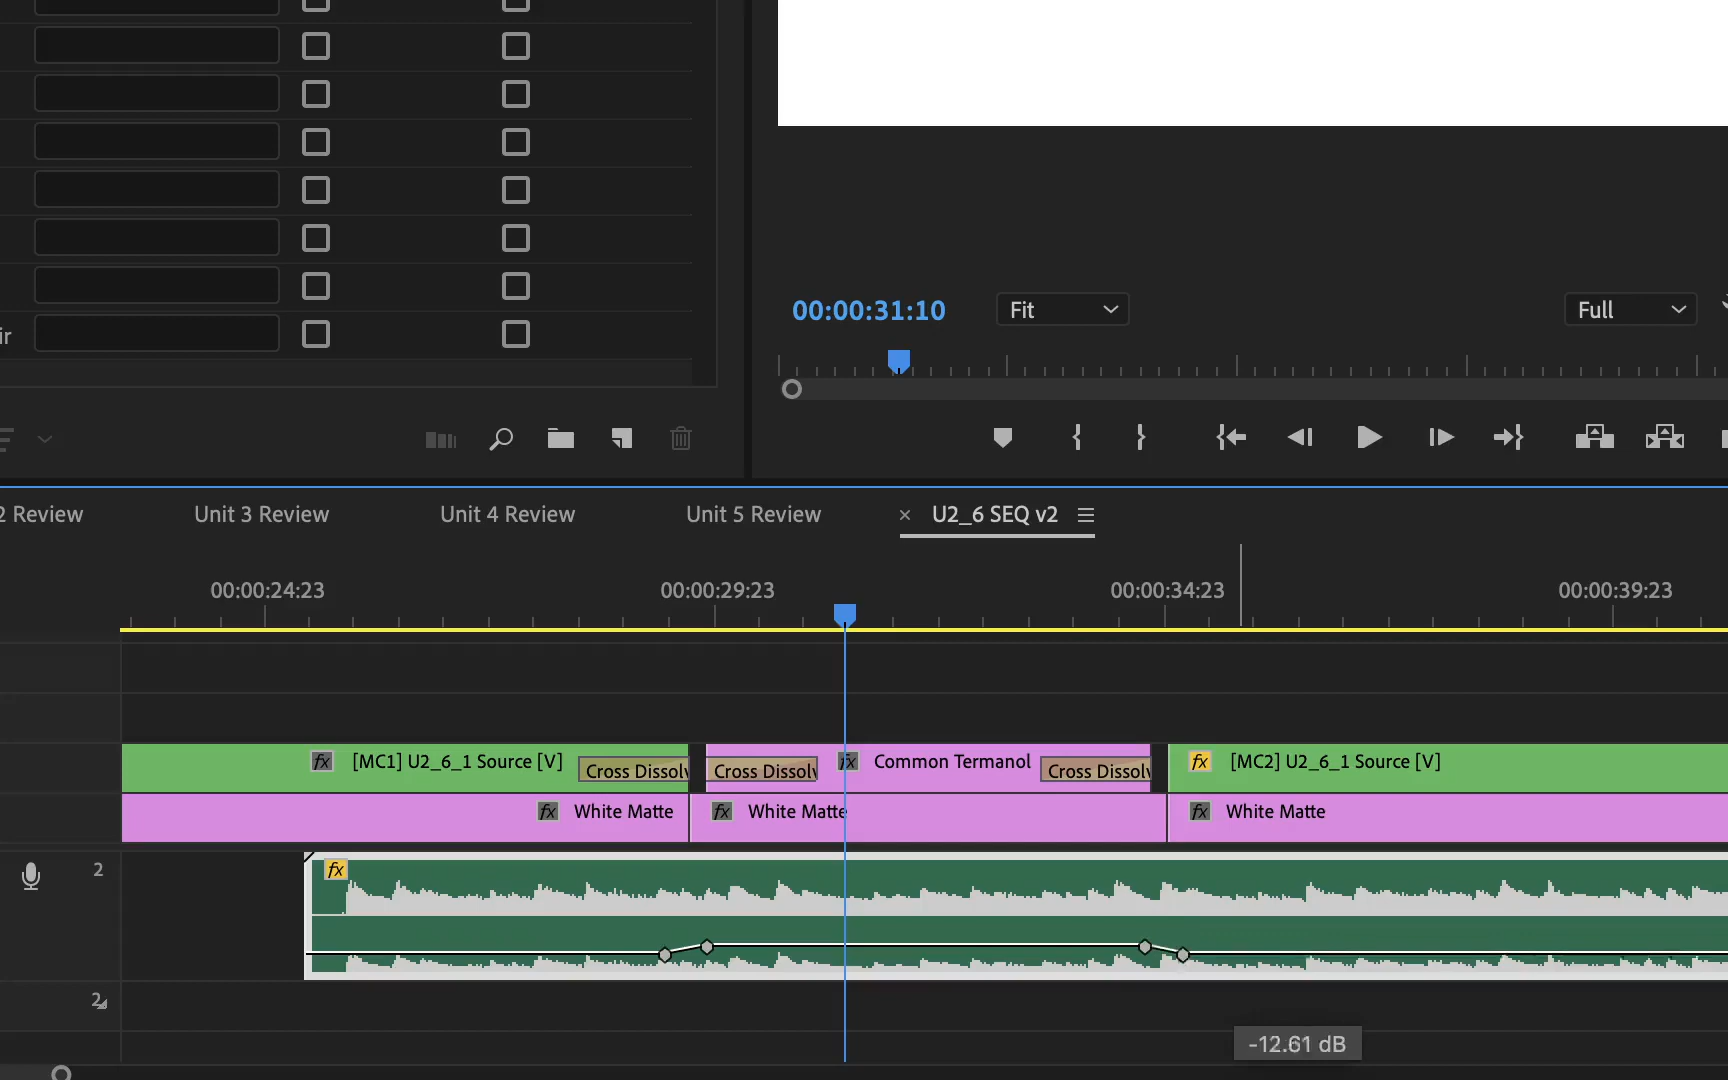 ir
00:00:31:10
Fit
Full
2 Review
Unit 3 Review
Unit 4 Review
Unit 5 Review
× U2_6 SEQ v2
00:00:24:23
00:00:29:23
00:00:34:23
00:00:39:23
fx [MC1] U2_6_1 Source [V]
Cross Dissolv
Cross Dissolv
fx Common Termanol
Cross Dissolv
fx [MC2] U2_6_1 Source [V]
fx White Matte
fx White Matte
fx White Matte
2
fx
2
-12.61 dB